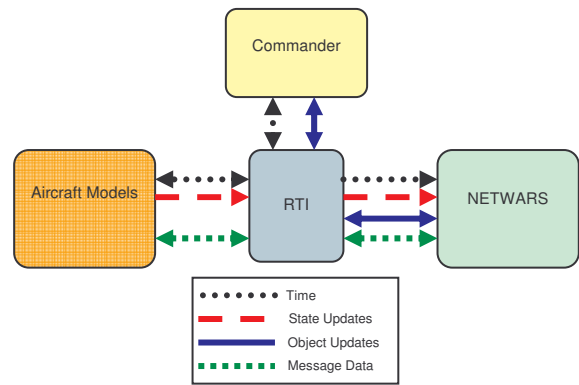 Commander
Aircraft Models
RTI
NETWARS
Time
State Updates
Object Updates
Message Data